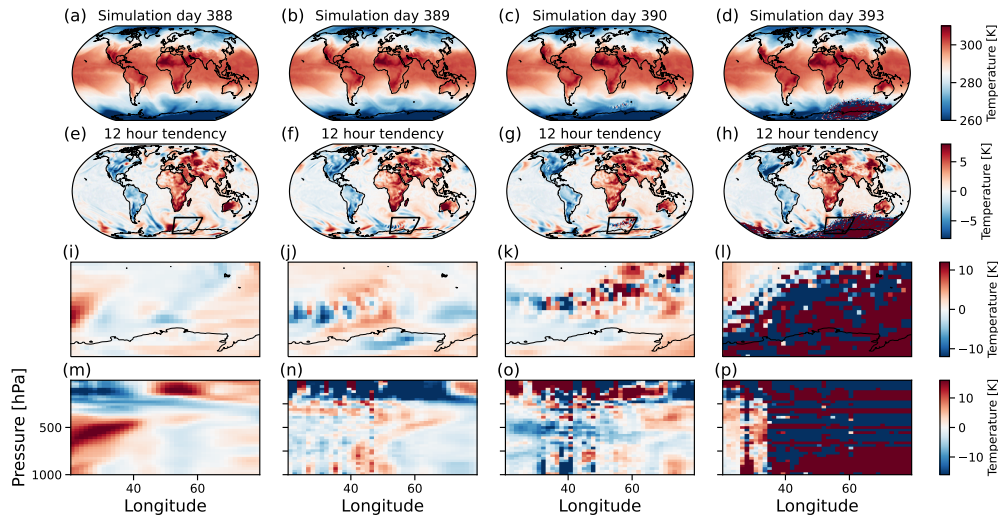 (a) Simulation day 388
(b) Simulation day 389
(c) Simulation day 390
(d) Simulation day 393
300
280
260
Temperature [K]
(e) 12 hour tendency
(f) 12 hour tendency
(g) 12 hour tendency
(h) 12 hour tendency
5
0
−5
Temperature [K]
(i)
(j)
(k)
(l)
10
0
−10
Temperature [K]
(m)
(n)
(o)
(p)
Pressure [hPa]
500
1000
40 60
40 60
40 60
40 60
Longitude
Longitude
Longitude
Longitude
10
0
−10
Temperature [K]